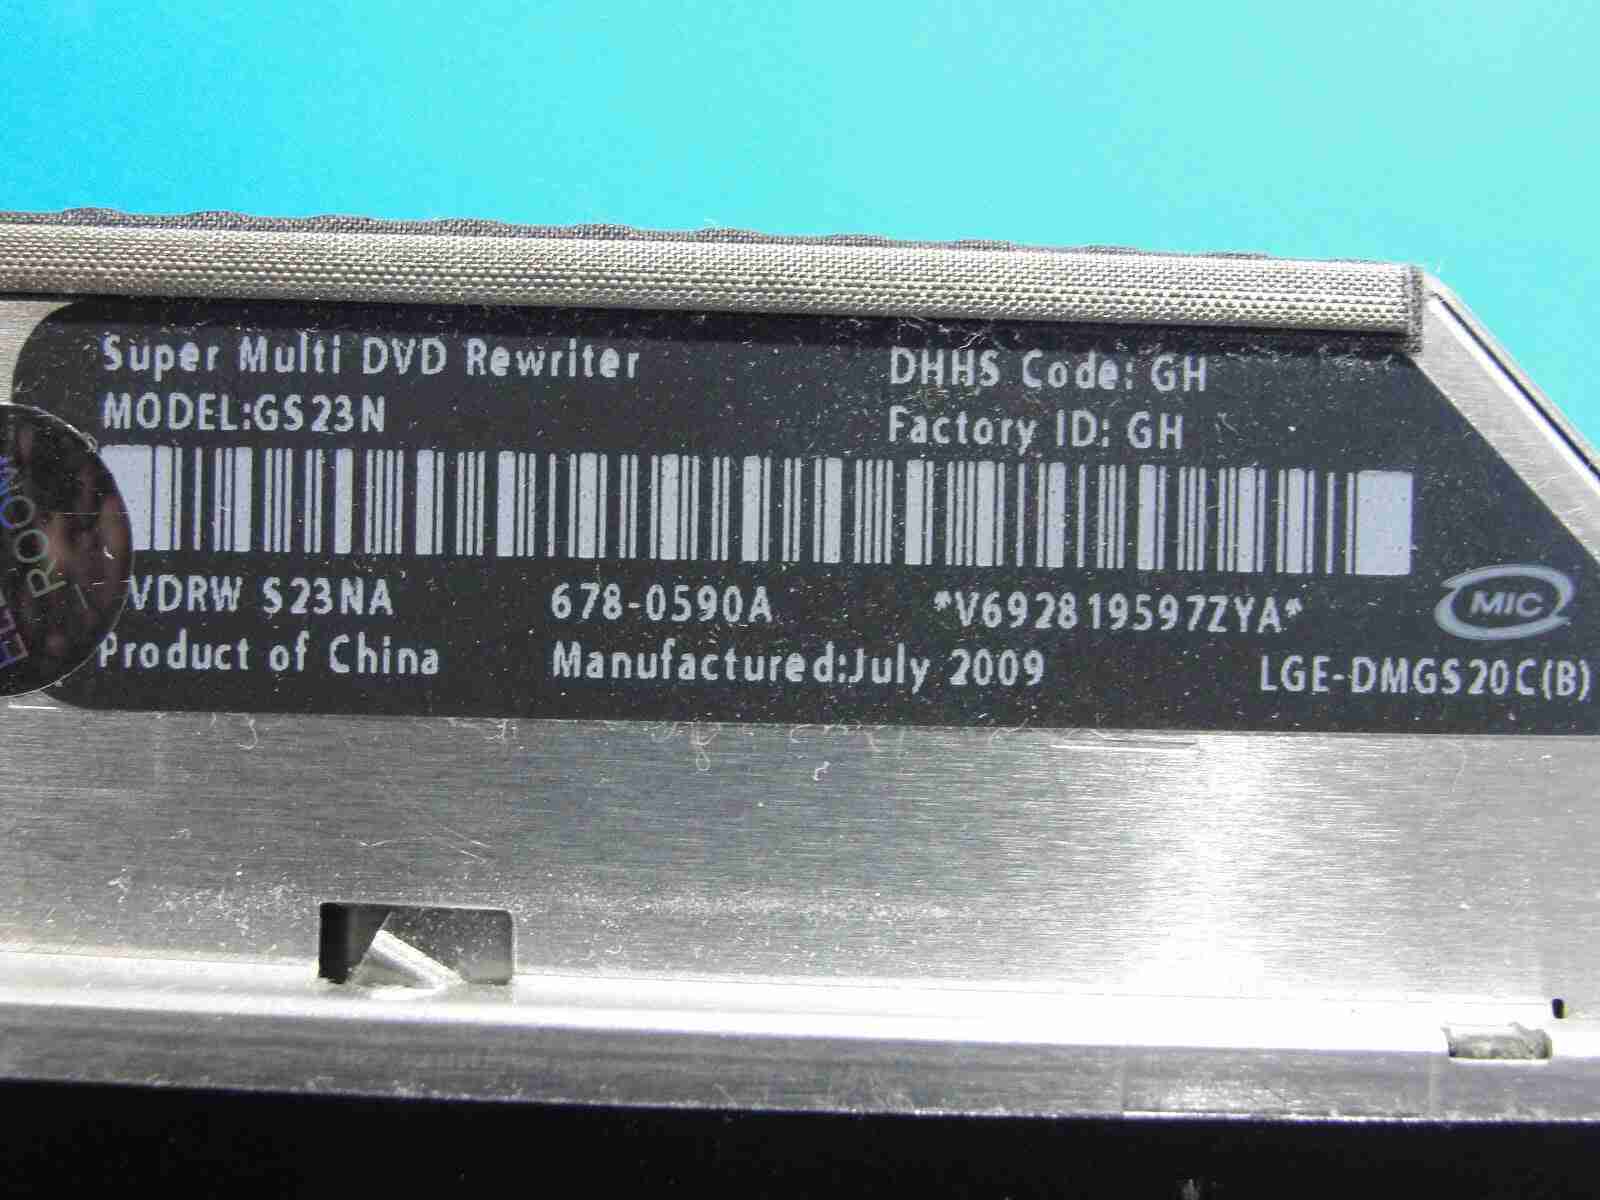 Super Multi DVD Rewriter
DHHS Code: GH
MODEL:GS23N
Factory ID: GH
VDRW S23NA 678-0590A *V692819597ZYA*
MIC
Product of China Manufactured:July 2009 LGE-DMGS20C(B)
ROOM